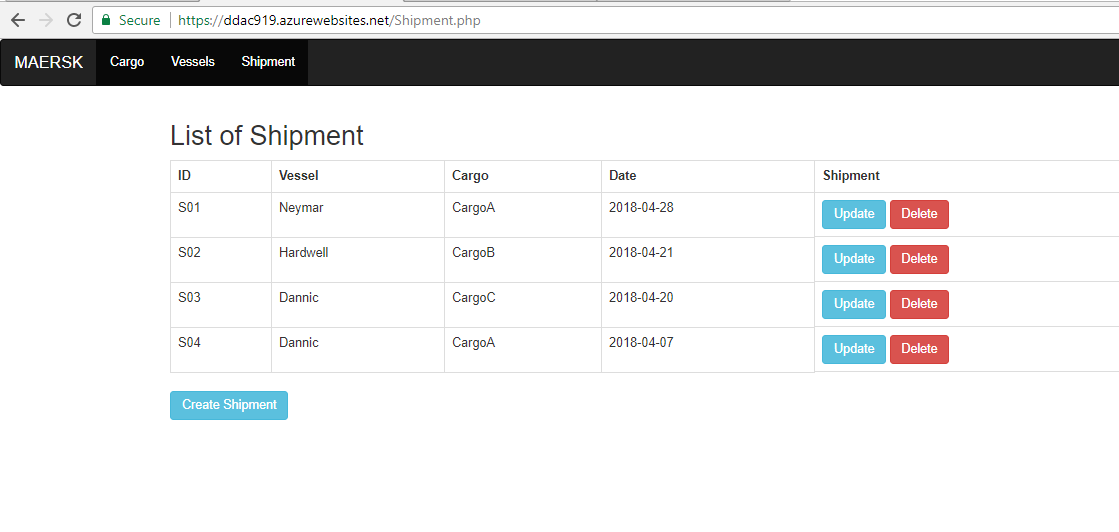 Secure https://ddac919.azurewebsites.net/Shipment.php
MAERSK Cargo Vessels Shipment
List of Shipment
ID Vessel Cargo Date Shipment
S01 Neymar CargoA 2018-04-28 Update Delete
S02 Hardwell CargoB 2018-04-21 Update Delete
S03 Dannic CargoC 2018-04-20 Update Delete
S04 Dannic CargoA 2018-04-07 Update Delete
Create Shipment